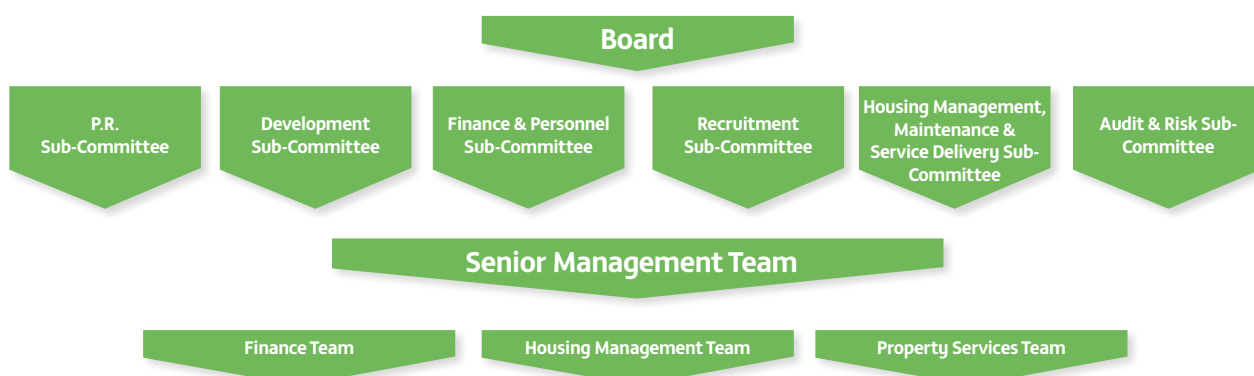 Board
P.R.
Sub-Committee
Development
Sub-Committee
Finance & Personnel
Sub-Committee
Recruitment
Sub-Committee
Housing Management,
Maintenance &
Service Delivery Sub-
Committee
Audit & Risk Sub-
Committee
Senior Management Team
Finance Team
Housing Management Team
Property Services Team